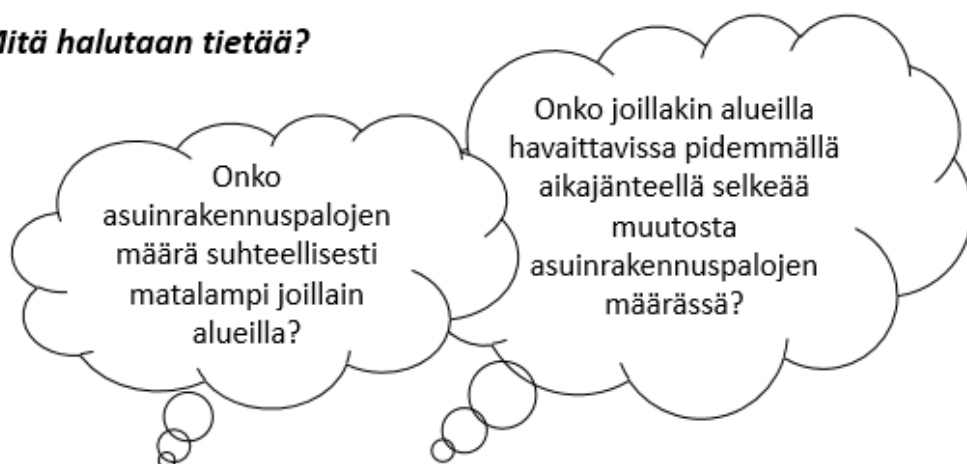 Mitä halutaan tietää?
Onko
asuinrakennuspalojen
määrä suhteellisesti
matalampi joillain
alueilla?
Onko joillakin alueilla
havaittavissa pidemmällä
aikajänteellä selkeää
muutosta
asuinrakennuspalojen
määrässä?